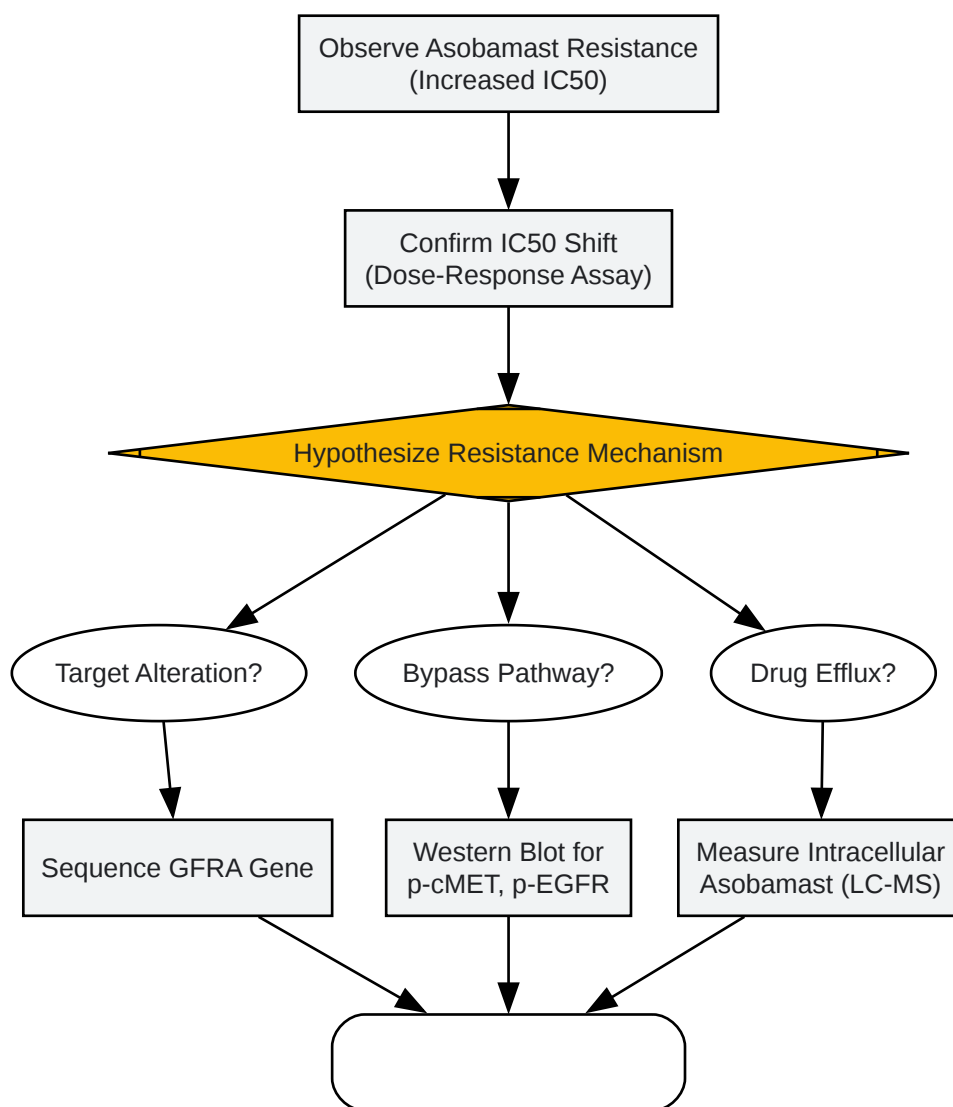 Observe Asobamast Resistance
(Increased IC50)
Confirm IC50 Shift
(Dose-Response Assay)
Hypothesize Resistance Mechanism
Target Alteration?
Bypass Pathway?
Drug Efflux?
Sequence GFRA Gene
Western Blot for
p-cMET, p-EGFR
Measure Intracellular
Asobamast (LC-MS)